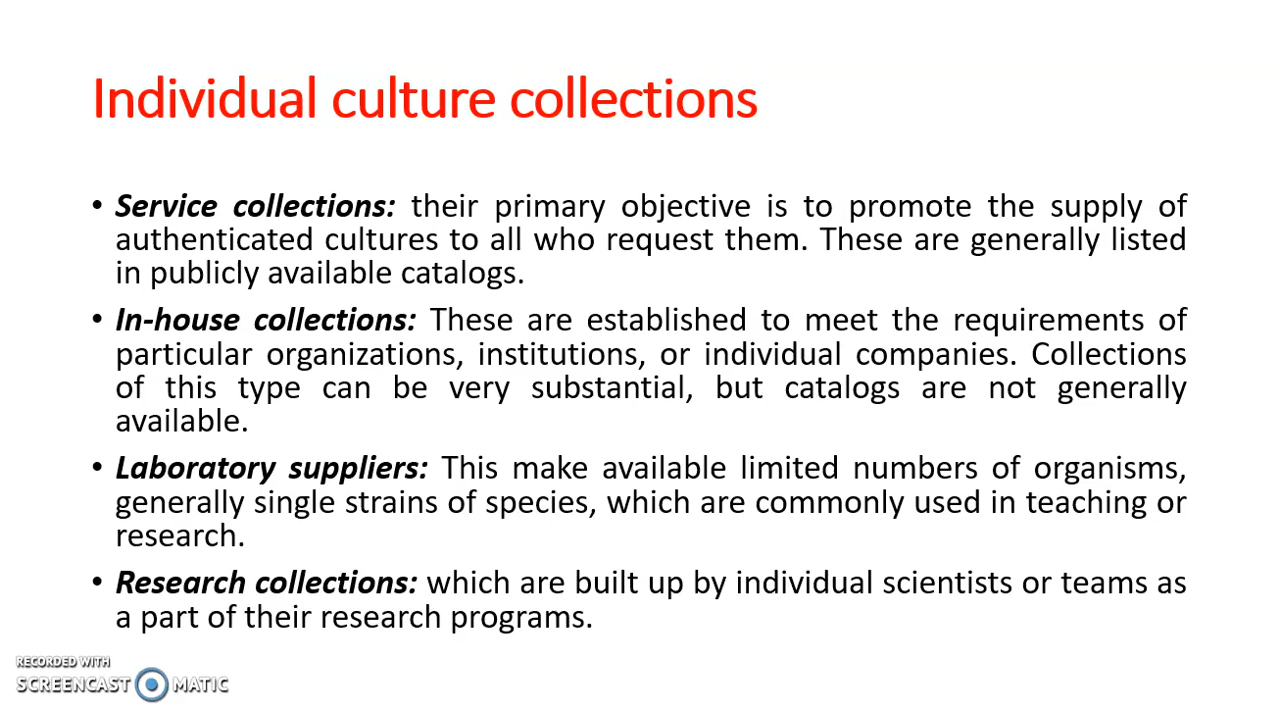 Individual culture collections
• Service collections: their primary objective is to promote the supply of
authenticated cultures to all who request them. These are generally listed
in publicly available catalogs.
• In-house collections: These are established to meet the requirements of
particular organizations, institutions, or individual companies. Collections
of this type can be very substantial, but catalogs are not generally
available.
• Laboratory suppliers: This make available limited numbers of organisms,
generally single strains of species, which are commonly used in teaching or
research.
• Research collections: which are built up by individual scientists or teams as
a part of their research programs.
RECORDED WITH
SCREENCAST MATIC